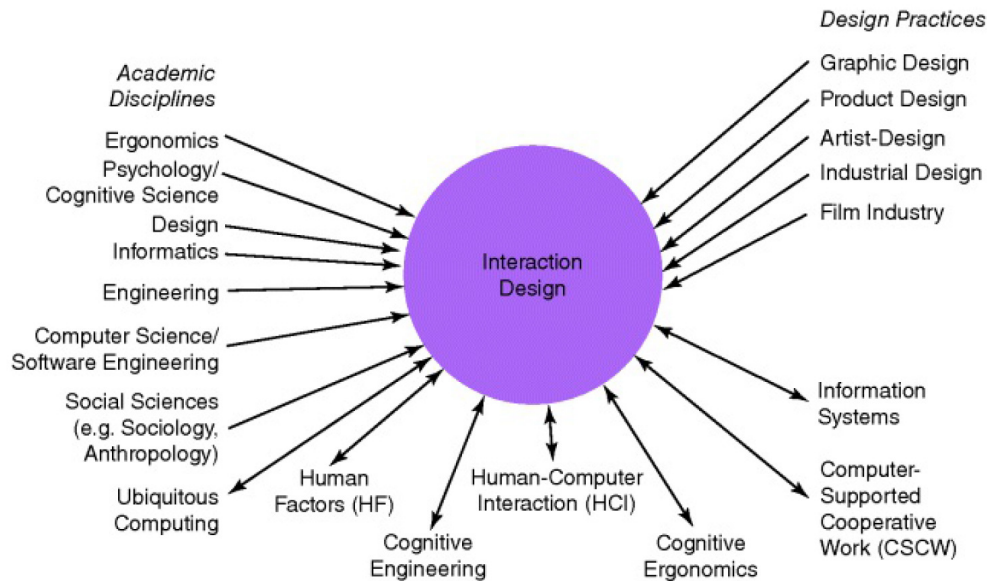 Design Practices
Graphic Design
Product Design
Artist-Design
Industrial Design
Film Industry
Academic
Disciplines
Ergonomics
Psychology/
Cognitive Science
Design
Informatics
Engineering
Computer Science/
Software Engineering
Social Sciences
(e.g. Sociology,
Anthropology)
Ubiquitous
Computing
Interaction
Design
Human
Factors (HF)
Cognitive
Engineering
Human-Computer
Interaction (HCI)
Cognitive
Ergonomics
Information
Systems
Computer-
Supported
Cooperative
Work (CSCW)